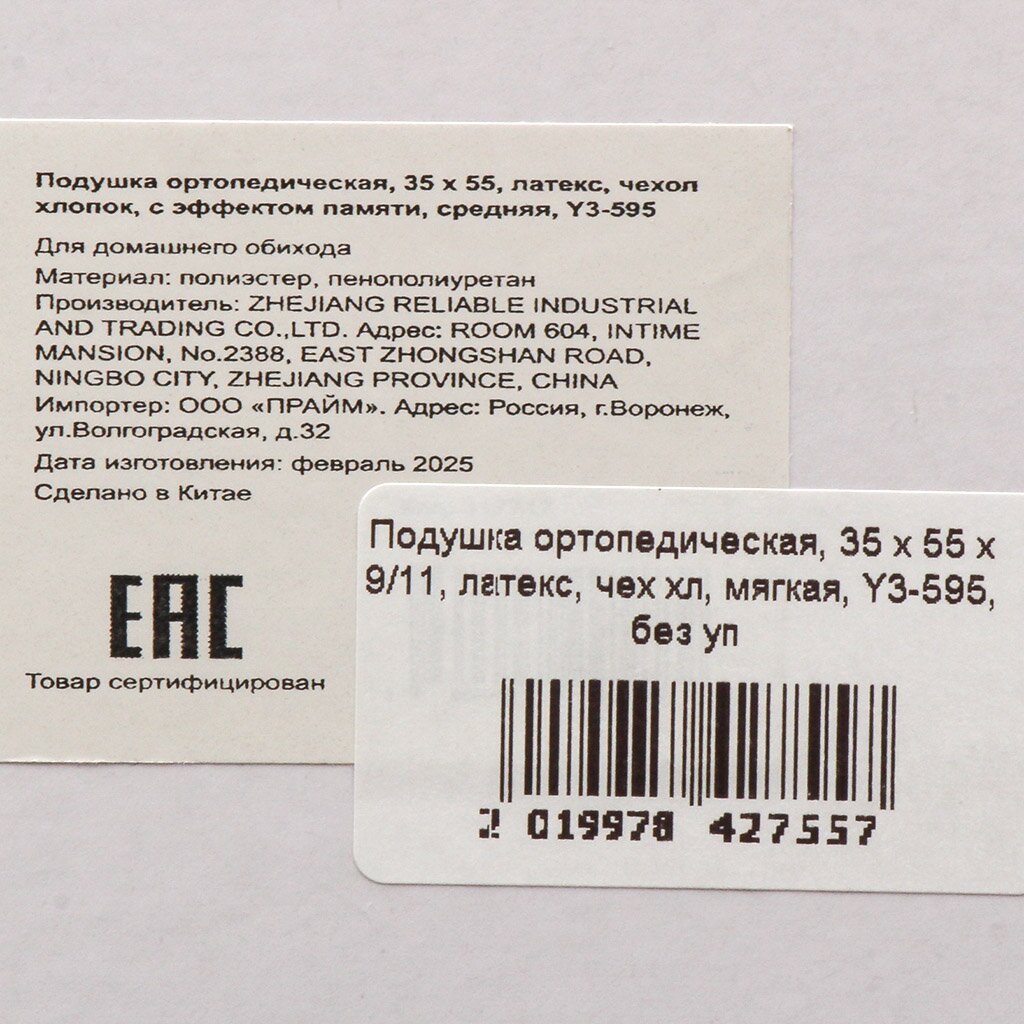 Подушка ортопедическая, 35 х 55, латекс, чехол
хлопок, с эффектом памяти, средняя, Y3-595
Для домашнего обихода
Материал: полиэстер, пенополиуретан
Производитель: ZHEJIANG RELIABLE INDUSTRIAL
AND TRADING CO.,LTD. Адрес: ROOM 604, INTIME
MANSION, No.2388, EAST ZHONGSHAN ROAD,
NINGBO CITY, ZHEJIANG PROVINCE, CHINA
Импортер: ООО «ПРАЙМ». Адрес: Россия, г.Воронеж,
ул.Волгоградская, д.32
Дата изготовления: февраль 2025
Сделано в Китае
EAC
Товар сертифицирован
Подушка ортопедическая, 35 х 55 х
9/11, латекс, чех хл, мягкая, Y3-595,
без уп
2 019978 427557